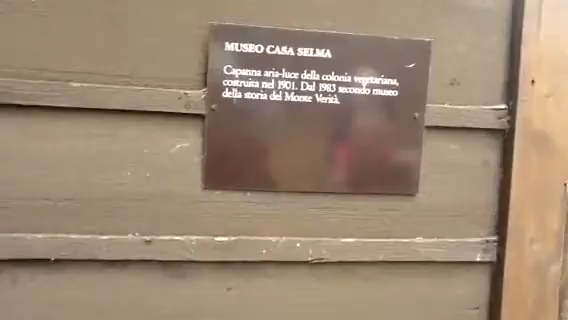 MUSEO CASA SELMA
Capanna aria-luce della colonia vegetariana,
costruita nel 1901. Dal 1983 secondo museo
della storia del Monte Verità.